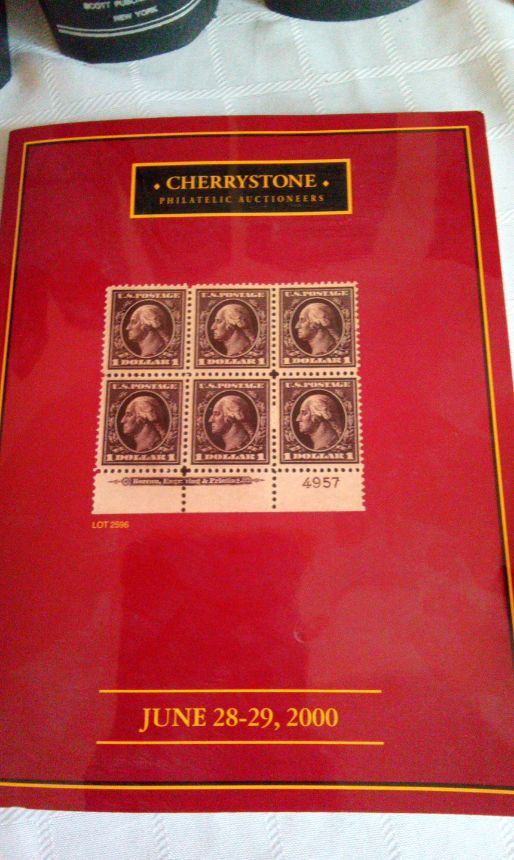 SCOTT PUBLI
NEW YORK
• CHERRYSTONE •
PHILATELIC AUCTIONEERS
U.S.POSTAGE U.S.POSTAGE U.S.POSTAGE
1 DOLLAR 1 1 DOLLAR 1 1 DOLLAR 1
U.S.POSTAGE U.S.POSTAGE U.S.POSTAGE
1 DOLLAR 1 1 DOLLAR 1 1 DOLLAR 1
Bureau, Engraving & Printing. 4957
LOT 2596
JUNE 28-29, 2000